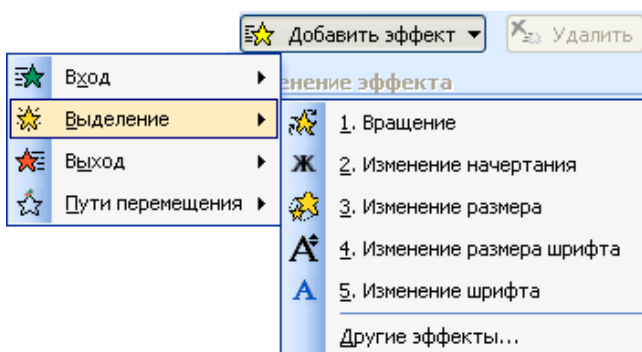 Добавить эффект
Удалить
Вход
енение эффекта
Выделение
1. Вращение
Выход
2. Изменение начертания
Пути перемещения
3. Изменение размера
4. Изменение размера шрифта
5. Изменение шрифта
Другие эффекты...